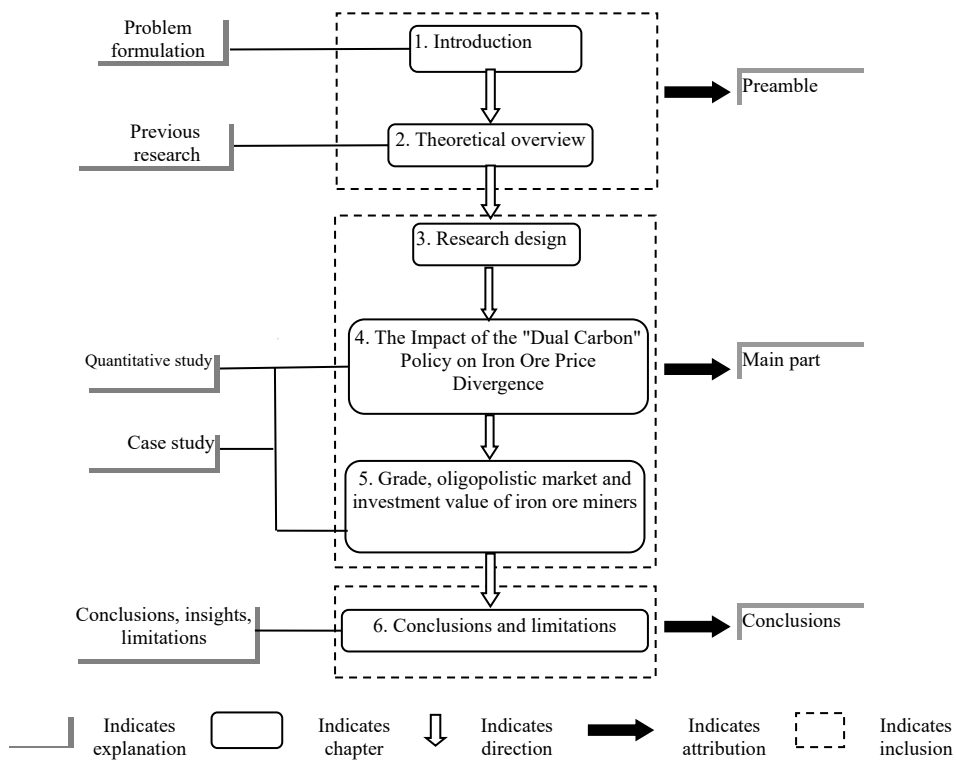 Problem
formulation
1. Introduction
Preamble
Previous
research
2. Theoretical overview
3. Research design
Quantitative study
4. The Impact of the "Dual Carbon"
Policy on Iron Ore Price
Divergence
Main part
Case study
5. Grade, oligopolistic market and
investment value of iron ore miners
Conclusions, insights,
limitations
6. Conclusions and limitations
Conclusions
Indicates
explanation
Indicates
chapter
Indicates
direction
Indicates
attribution
Indicates
inclusion